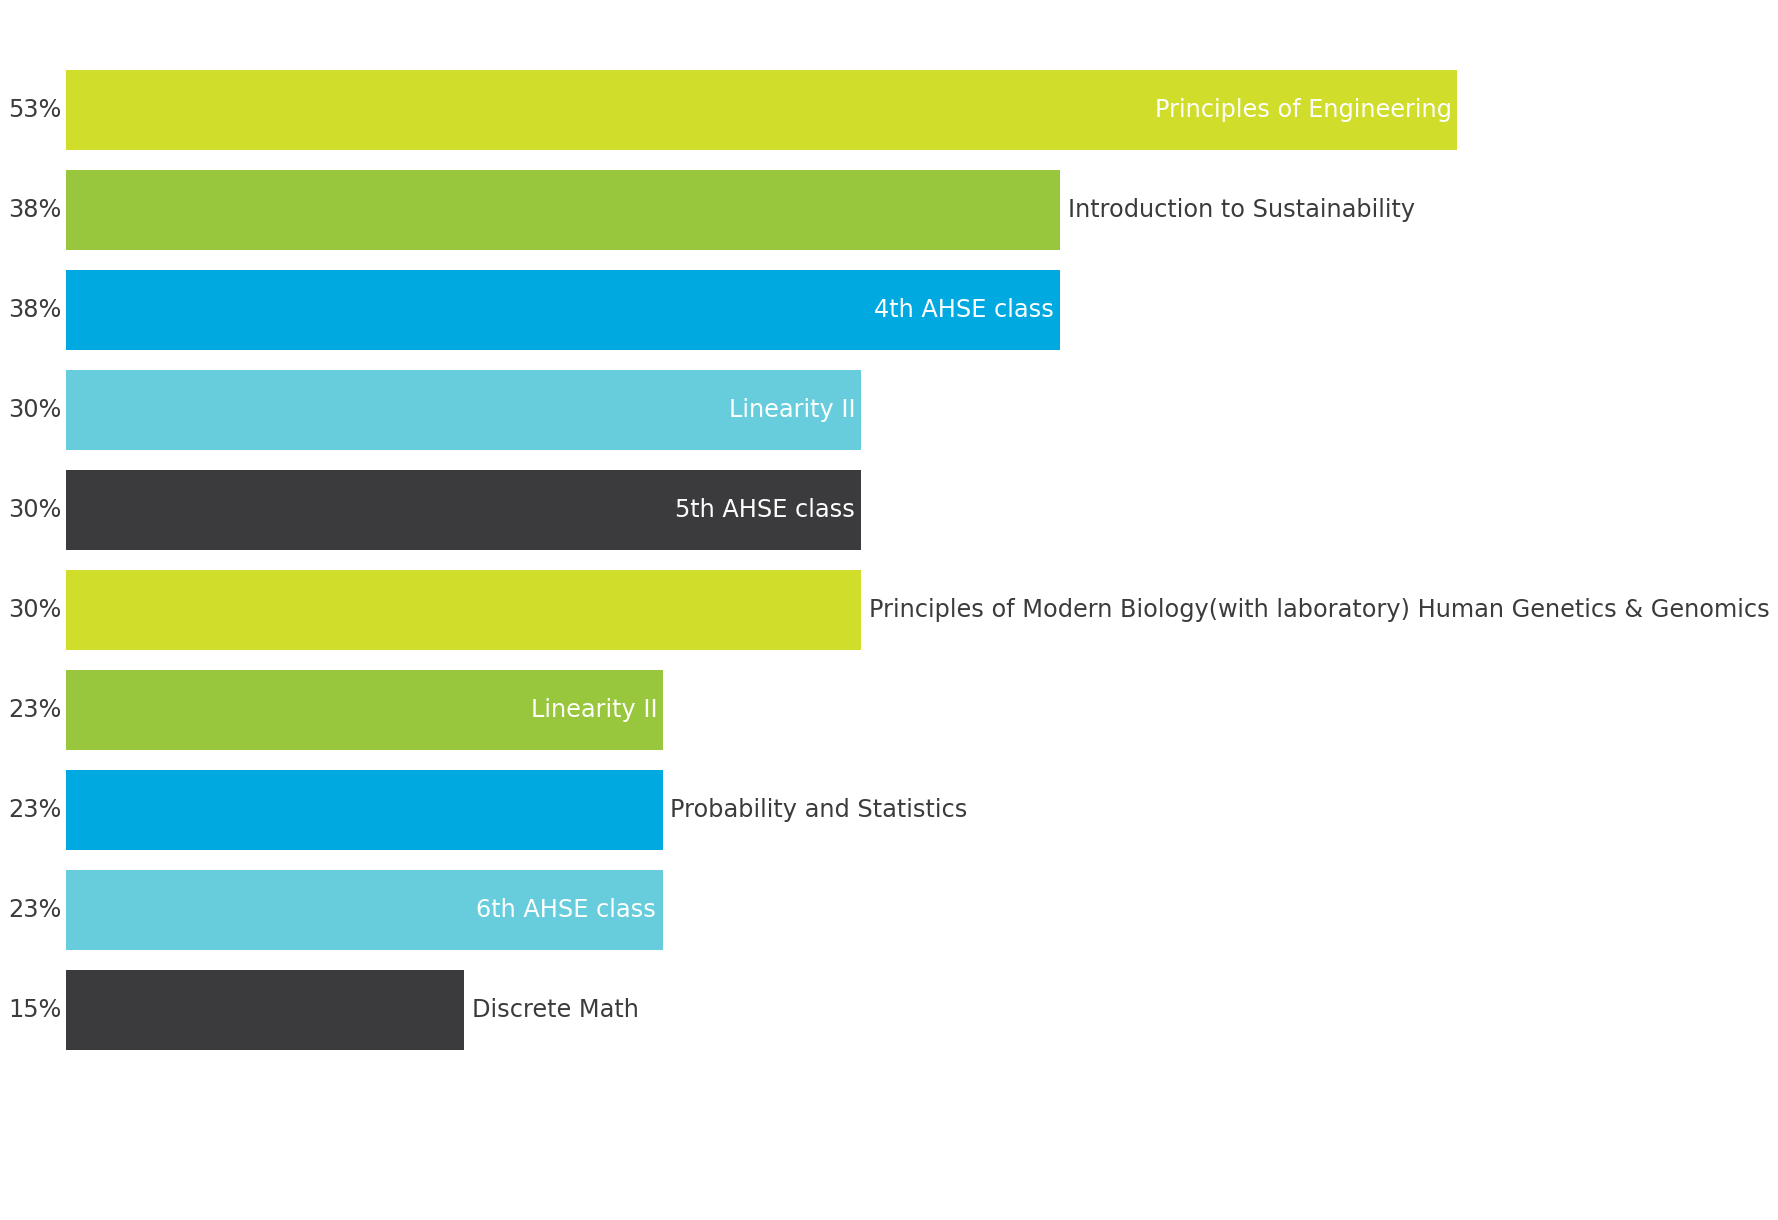 53% Principles of Engineering
38% Introduction to Sustainability
38% 4th AHSE class
30% Linearity II
30% 5th AHSE class
30% Principles of Modern Biology(with laboratory) Human Genetics & Genomics
23% Linearity II
23% Probability and Statistics
23% 6th AHSE class
15% Discrete Math